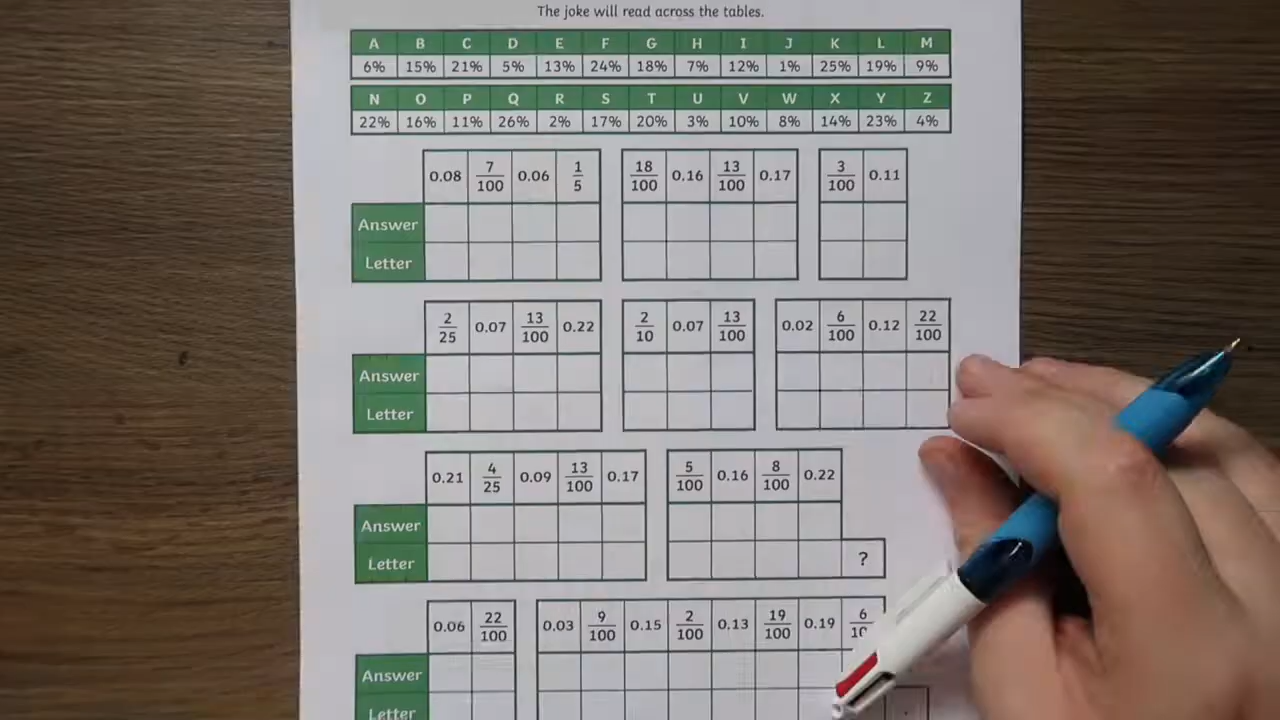 The joke will read across the tables.
A B C D E F G H I J K L M
6% 15% 21% 5% 13% 24% 18% 7% 12% 1% 25% 19% 9%
N O P Q R S T U V W X Y Z
22% 16% 11% 26% 2% 17% 20% 3% 10% 8% 14% 23% 4%
0.08 7/100 0.06 1/5 18/100 0.16 13/100 0.17 3/100 0.11
Answer
Letter
2/25 0.07 13/100 0.22 2/10 0.07 13/100 0.02 6/100 0.12 22/100
Answer
Letter
0.21 4/25 0.09 13/100 0.17 5/100 0.16 8/100 0.22
Answer
Letter ?
0.06 22/100 0.03 9/100 0.15 2/100 0.13 19/100 0.19
Answer
Letter